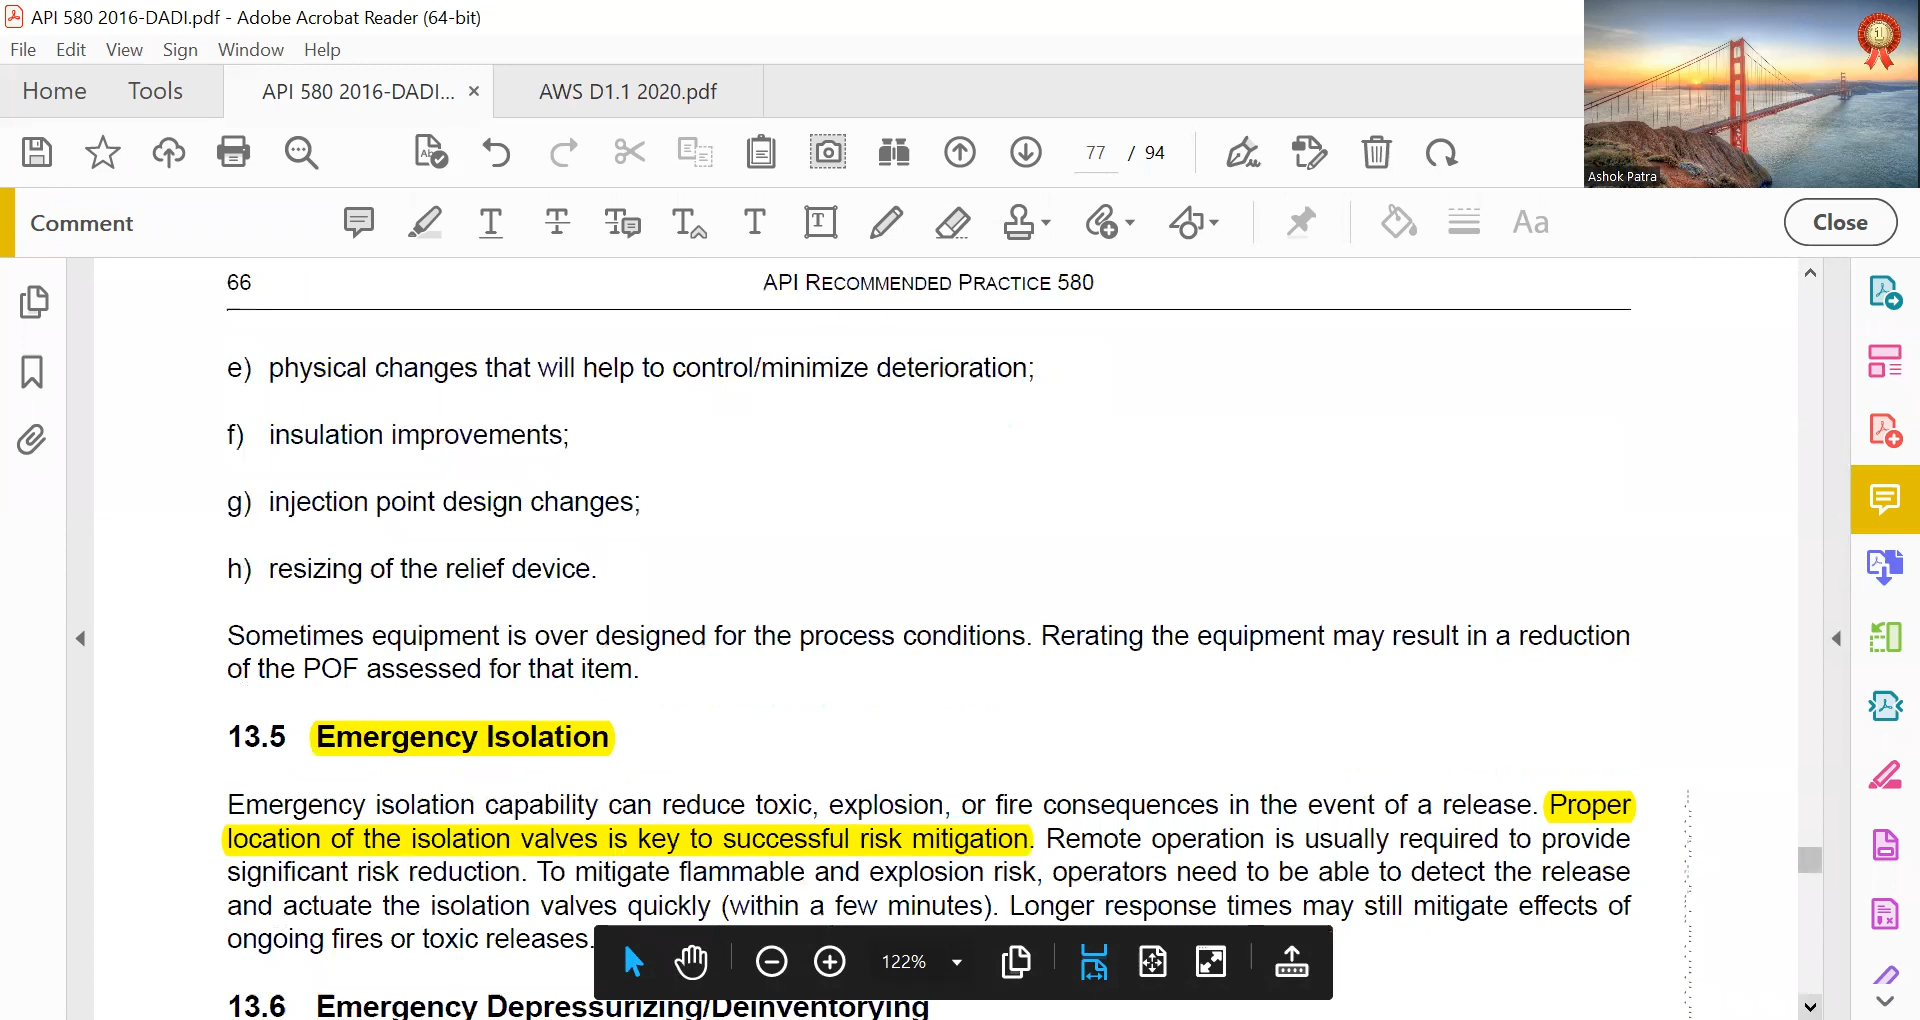 API 580 2016-DADI.pdf - Adobe Acrobat Reader (64-bit)
File Edit View Sign Window Help
Home Tools API 580 2016-DADI... × AWS D1.1 2020.pdf
77 / 94
Ashok Patra
Comment
Aa
Close
66 API RECOMMENDED PRACTICE 580
e) physical changes that will help to control/minimize deterioration;
f) insulation improvements;
g) injection point design changes;
h) resizing of the relief device.
Sometimes equipment is over designed for the process conditions. Rerating the equipment may result in a reduction
of the POF assessed for that item.
13.5 Emergency Isolation
Emergency isolation capability can reduce toxic, explosion, or fire consequences in the event of a release. Proper
location of the isolation valves is key to successful risk mitigation. Remote operation is usually required to provide
significant risk reduction. To mitigate flammable and explosion risk, operators need to be able to detect the release
and actuate the isolation valves quickly (within a few minutes). Longer response times may still mitigate effects of
ongoing fires or toxic releases.
122%
13.6 Emergency Depressurizing/Deinventorying